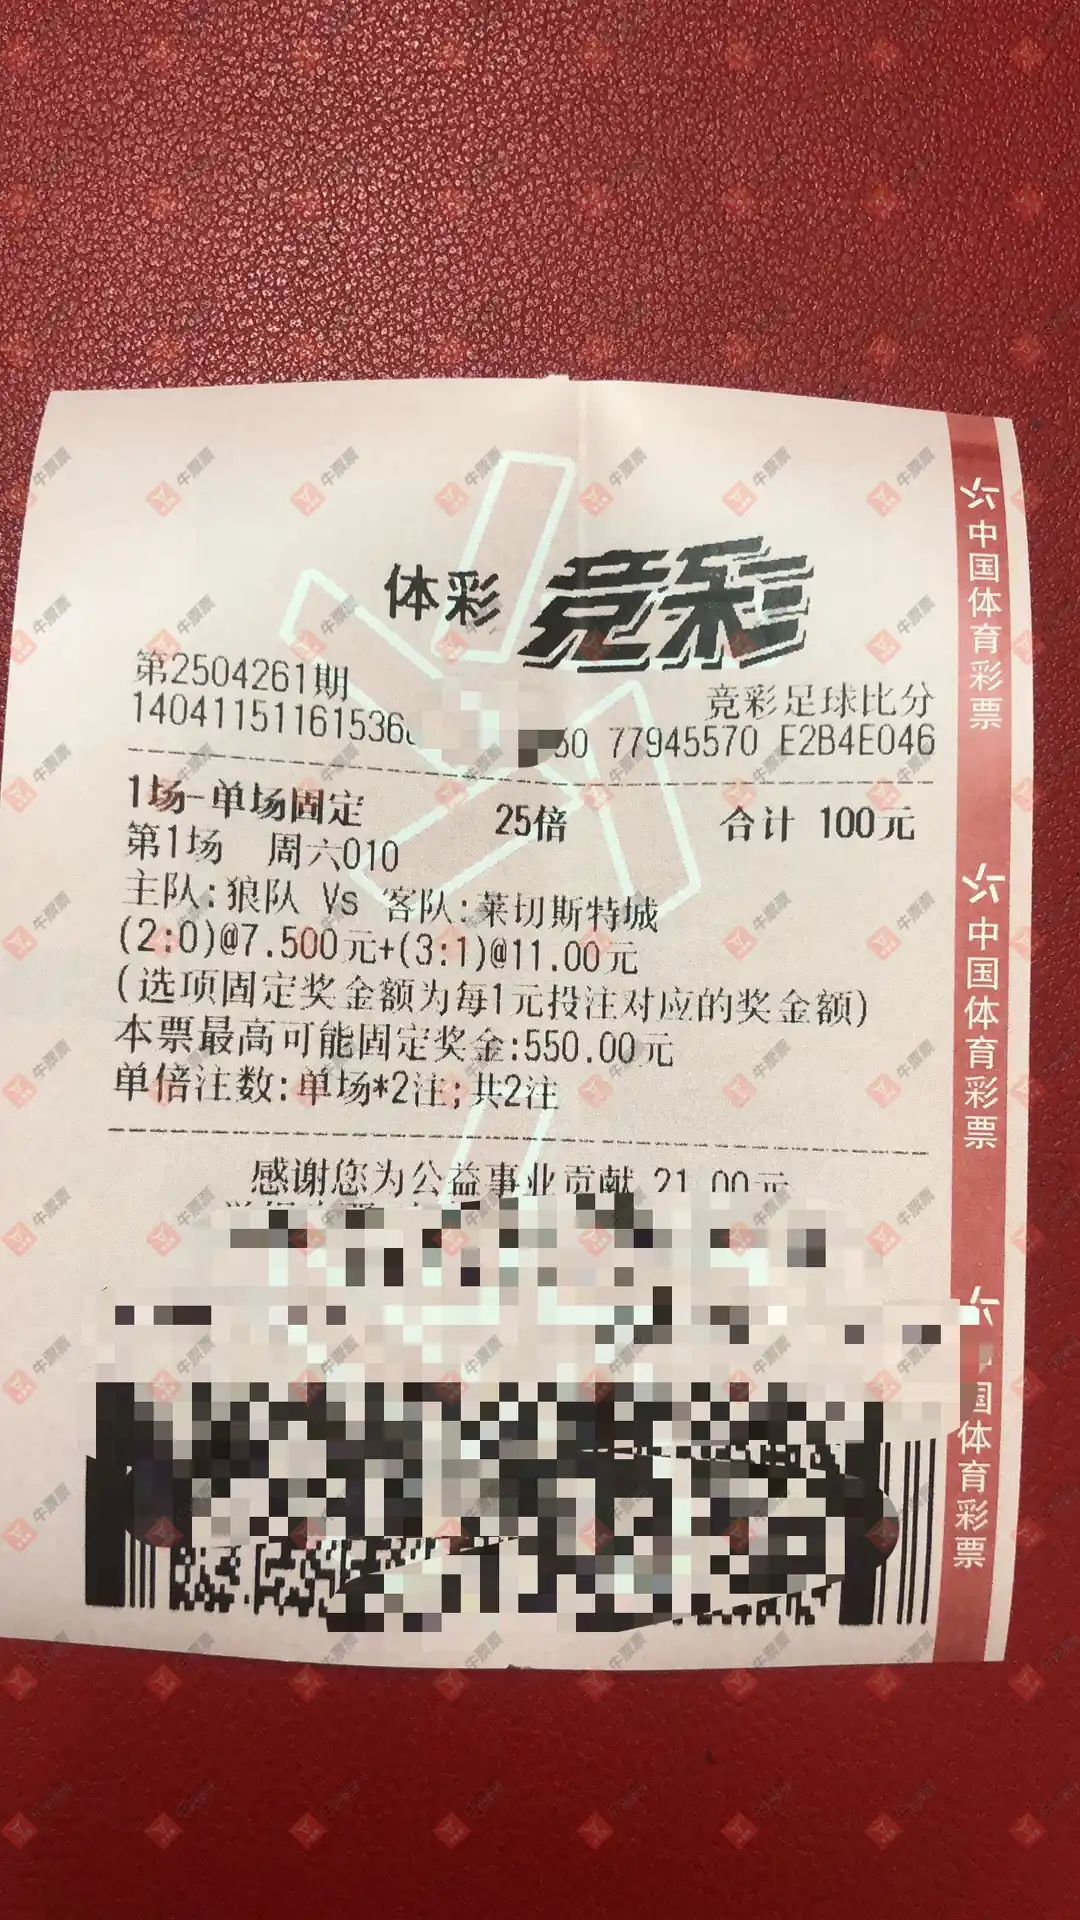 体彩 竞彩
第2504261期
竞彩足球比分
14041151161536 50 77945570 E2B4E046
1场-单场固定 25倍 合计 100元
第1场 周六010
主队:狼队 Vs 客队:莱切斯特城
(2:0)@7.500元+(3:1)@11.00元
(选项固定奖金额为每1元投注对应的奖金额)
本票最高可能固定奖金:550.00元
单倍注数:单场*2注;共2注
感谢您为公益事业贡献 21.00元
中国体育彩票
中国体育彩票
国体育彩票
牛票票